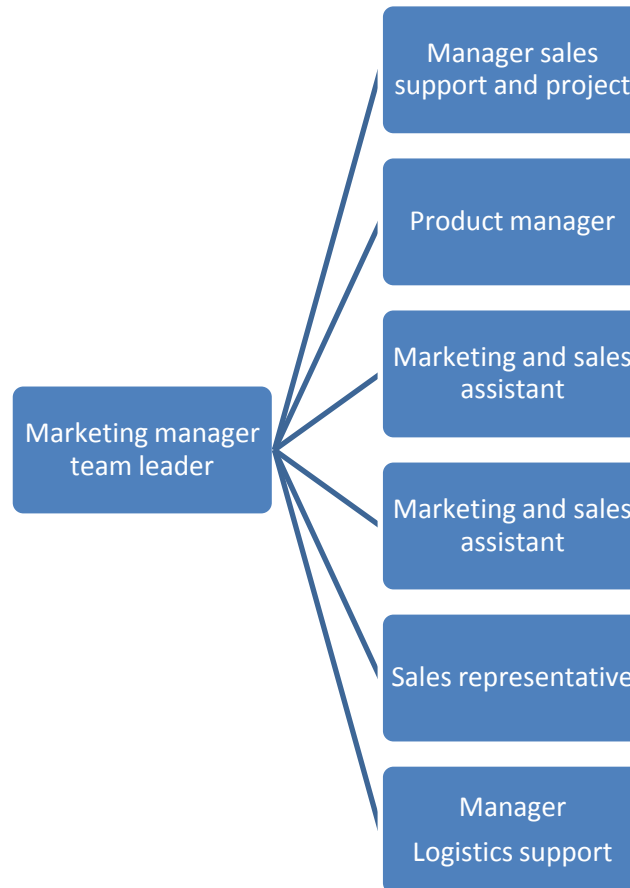 Manager sales
support and project
Product manager
Marketing and sales
assistant
Marketing manager
team leader
Marketing and sales
assistant
Sales representative
Manager
Logistics support